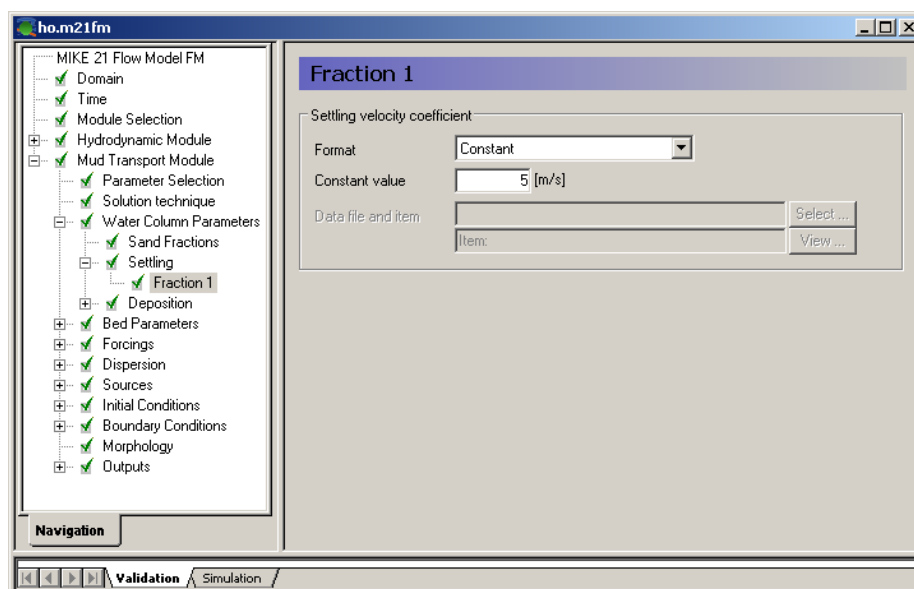 ho.m21fm
MIKE 21 Flow Model FM
Domain
Time
Module Selection
Hydrodynamic Module
Mud Transport Module
Parameter Selection
Solution technique
Water Column Parameters
Sand Fractions
Settling
Fraction 1
Deposition
Bed Parameters
Forcings
Dispersion
Sources
Initial Conditions
Boundary Conditions
Morphology
Outputs
Navigation
Fraction 1
Settling velocity coefficient
Format Constant
Constant value 5 [m/s]
Data file and item Select ...
Item: View ...
Validation Simulation